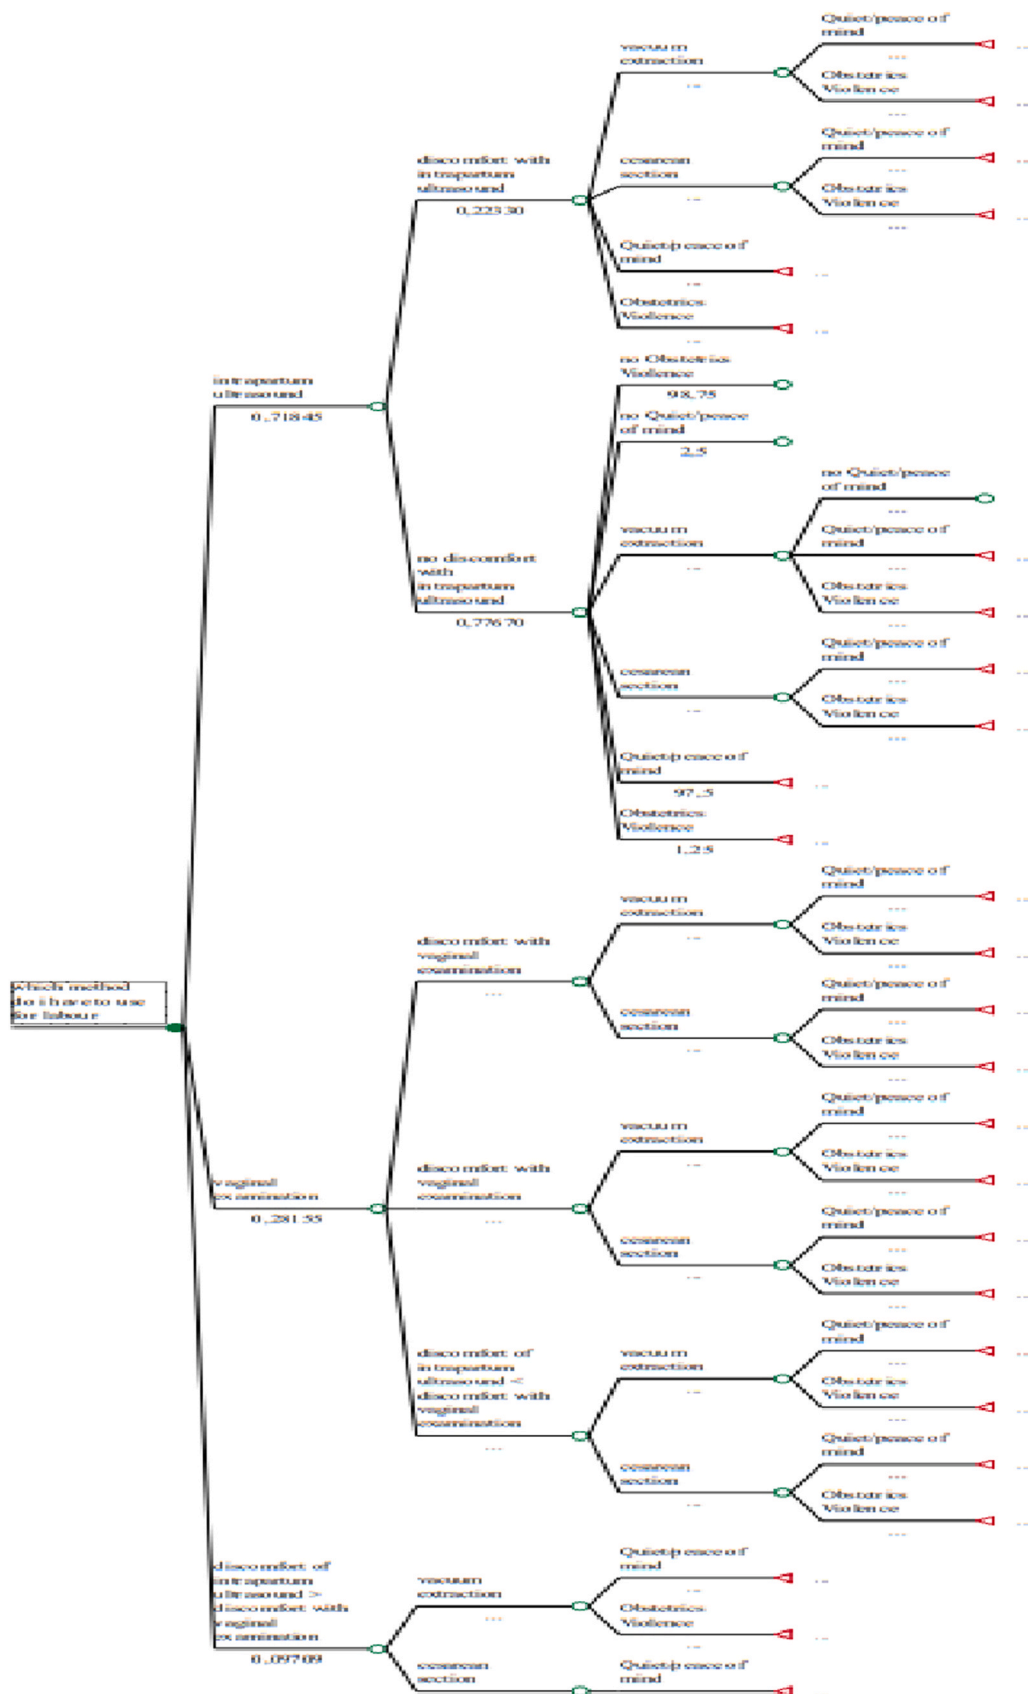 Quiet/peace of
mind
...
vacuum
extraction
...
Obstetrics
Violence
...
Quiet/peace of
mind
...
discomfort with
intrapartum
ultrasound
0,22330
cesarean
section
...
Obstetrics
Violence
...
Quiet/peace of
mind
...
Obstetrics
Violence
...
no Obstetrics
Violence
98.75
intrapartum
ultrasound
0,71845
no Quiet/peace
of mind
2.5
no Quiet/peace
of mind
...
vacuum
extraction
...
Quiet/peace of
mind
...
no discomfort
with
intrapartum
ultrasound
0,77670
Obstetrics
Violence
...
cesarean
section
...
Quiet/peace of
mind
...
Obstetrics
Violence
...
Quiet/peace of
mind
97.5
Obstetrics
Violence
1.25
Quiet/peace of
mind
...
vacuum
extraction
...
Obstetrics
Violence
...
discomfort with
vaginal
examination
...
Which method
do i have to use
for labour
Quiet/peace of
mind
...
cesarean
section
...
Obstetrics
Violence
...
Quiet/peace of
mind
...
vacuum
extraction
...
Obstetrics
Violence
...
vaginal
examination
0,28155
discomfort with
vaginal
examination
...
Quiet/peace of
mind
...
cesarean
section
...
Obstetrics
Violence
...
Quiet/peace of
mind
...
discomfort of
intrapartum
ultrasound <
discomfort with
vaginal
examination
...
vacuum
extraction
...
Obstetrics
Violence
...
Quiet/peace of
mind
...
cesarean
section
...
Obstetrics
Violence
...
discomfort of
intrapartum
ultrasound >
discomfort with
vaginal
examination
0,09709
vacuum
extraction
...
Quiet/peace of
mind
...
Obstetrics
Violence
...
cesarean
section
Quiet/peace of
mind